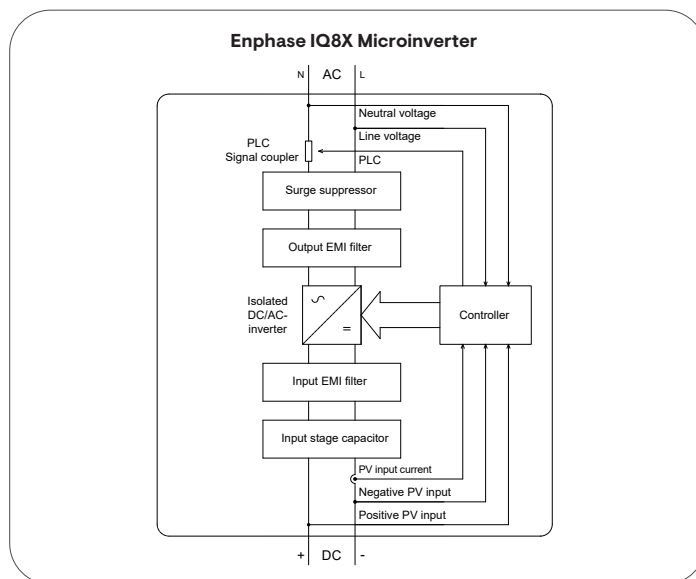 Enphase IQ8X Microinverter
N AC L
Neutral voltage
Line voltage
PLC
Signal coupler
PLC
Surge suppressor
Output EMI filter
Isolated
DC/AC-
inverter
Controller
Input EMI filter
Input stage capacitor
PV input current
Negative PV input
Positive PV input
+ DC -